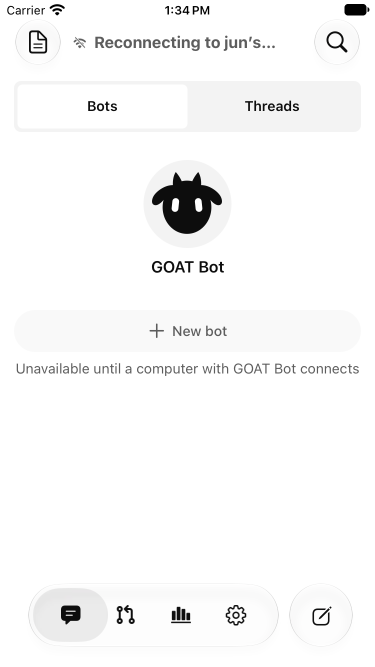 Carrier 1:34 PM
Reconnecting to jun’s...
Bots Threads
GOAT Bot
New bot
Unavailable until a computer with GOAT Bot connects